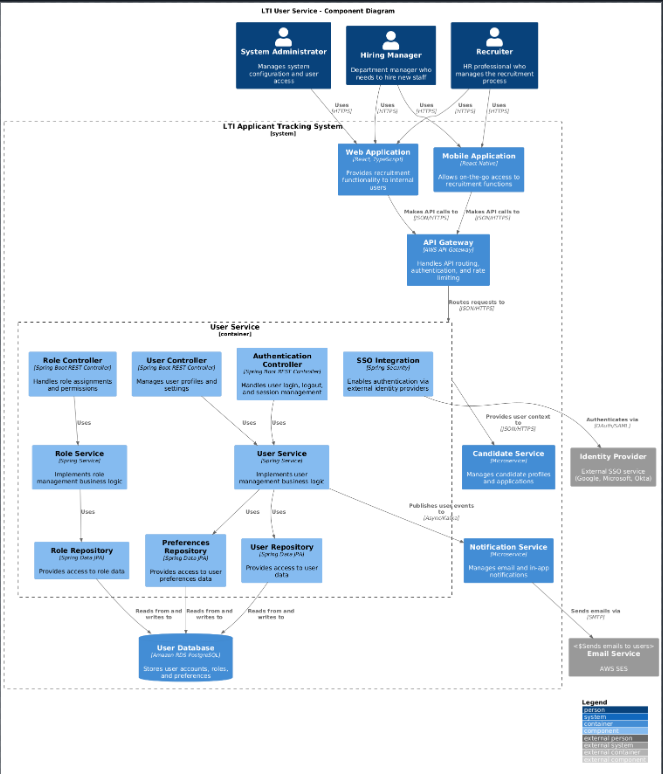 LTI User Service - Component Diagram
System Administrator
Manages system
configuration and user
access
Hiring Manager
Department manager who
needs to hire new staff
Recruiter
HR professional who
manages the recruitment
process
Uses
[HTTPS]
Uses
[HTTPS]
Uses
[HTTPS]
Uses
[HTTPS]
Uses
[HTTPS]
LTI Applicant Tracking System
[system]
Web Application
[React, TypeScript]
Provides recruitment
functionality to internal
users
Mobile Application
[React Native]
Allows on-the-go access to
recruitment functions
Makes API calls to
[JSON/HTTPS]
Makes API calls to
[JSON/HTTPS]
API Gateway
[AWS API Gateway]
Handles API routing,
authentication, and rate
limiting
Routes requests to
[JSON/HTTPS]
User Service
[container]
Role Controller
[Spring Boot REST Controller]
Handles role assignments
and permissions
User Controller
[Spring Boot REST Controller]
Manages user profiles and
settings
Authentication
Controller
[Spring Boot REST Controller]
Handles user login, logout,
and session management
SSO Integration
[Spring Security]
Enables authentication via
external identity providers
Uses
Uses
Uses
Provides user context
to
[JSON/HTTPS]
Authenticates via
[OAuth/SAML]
Role Service
[Spring Service]
Implements role
management business logic
User Service
[Spring Service]
Implements user
management business logic
Candidate Service
[Microservice]
Manages candidate profiles
and applications
Identity Provider
External SSO service
(Google, Microsoft, Okta)
Uses
Uses
Uses
Publishes user events
to
[Async/Kafka]
Role Repository
[Spring Data JPA]
Provides access to role data
Preferences
Repository
[Spring Data JPA]
Provides access to user
preferences data
User Repository
[Spring Data JPA]
Provides access to user
data
Notification Service
[Microservice]
Manages email and in-app
notifications
Reads from and
writes to
Reads from and
writes to
Reads from and
writes to
Sends emails via
[SMTP]
User Database
[Amazon RDS PostgreSQL]
Stores user accounts, roles,
and preferences
<$Sends emails to users>
Email Service
AWS SES
Legend
person
system
container
component
external person
external system
external container
external component